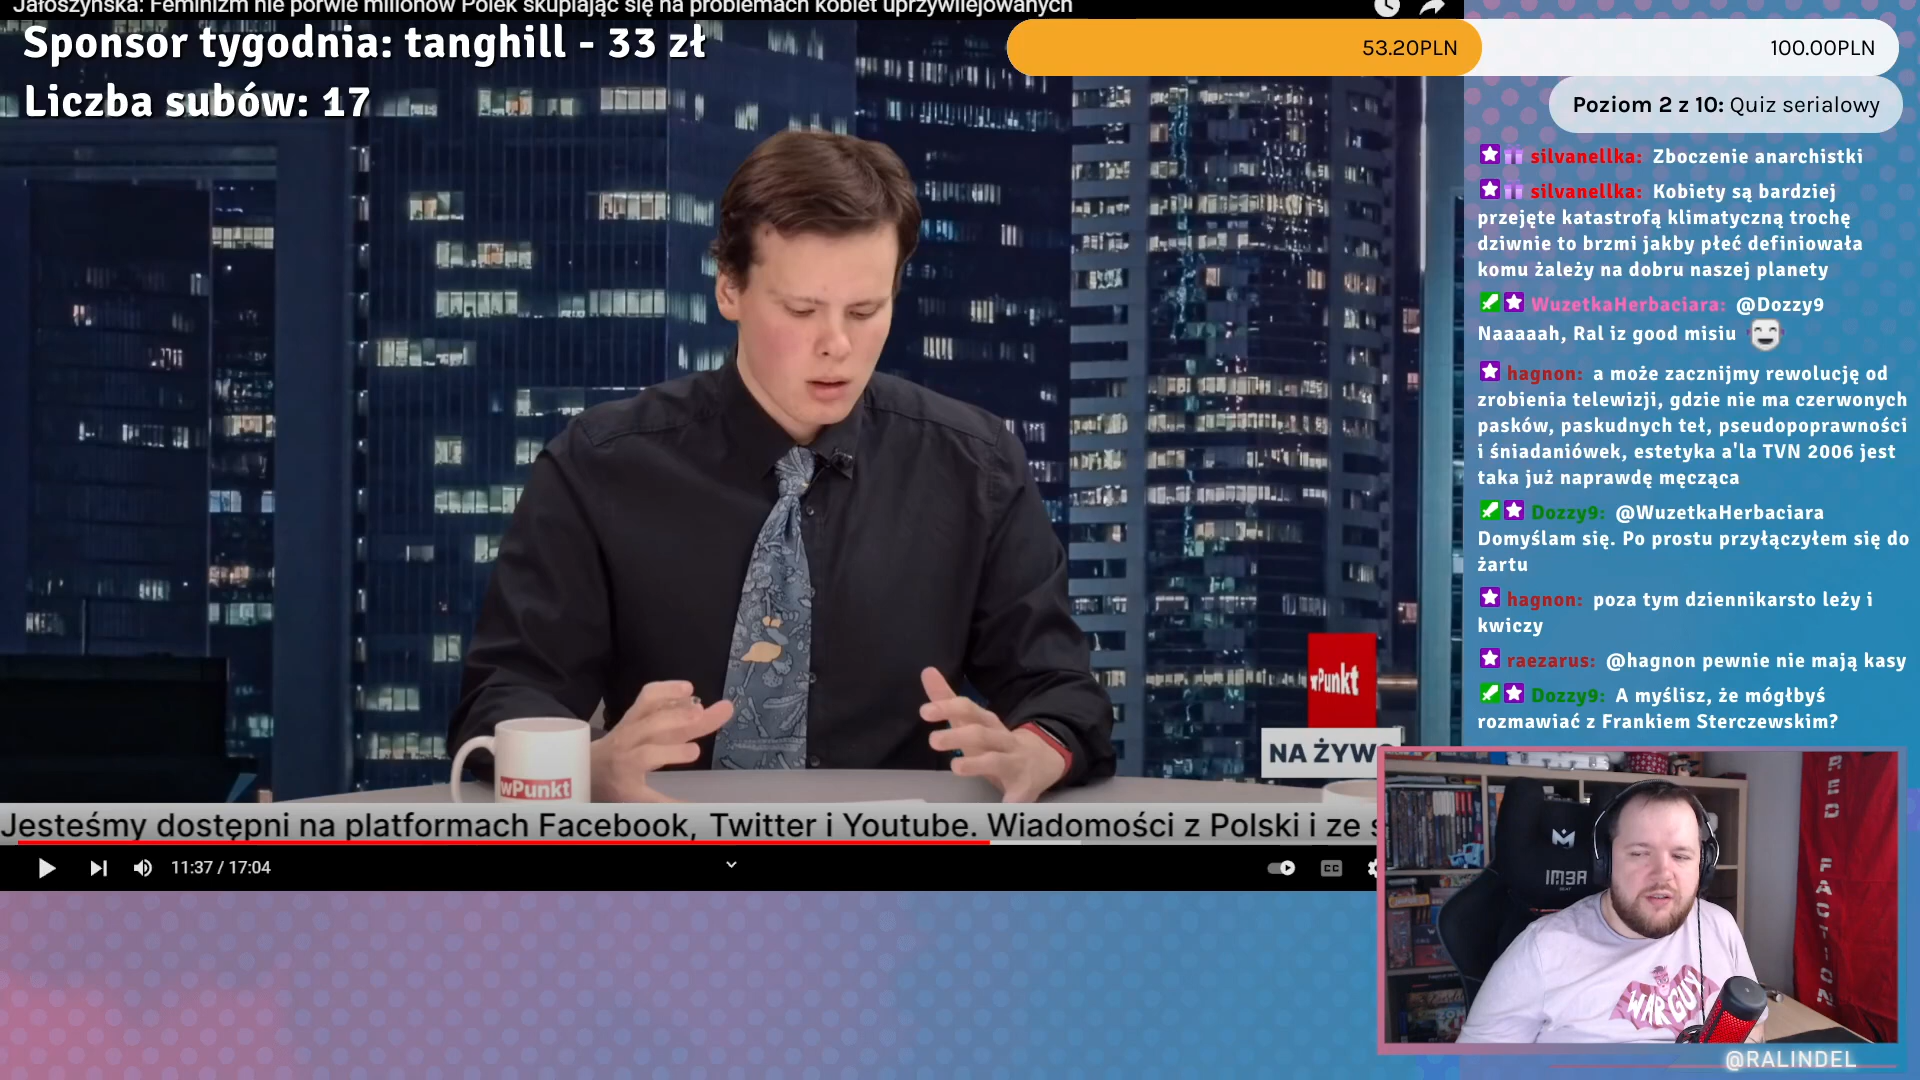 Jałoszyńska: Feminizm nie porwie milionów Polek skupiając się na problemach kobiet uprzywilejowanych
Sponsor tygodnia: tanghill - 33 zł
Liczba subów: 17
53.20PLN
100.00PLN
Poziom 2 z 10: Quiz serialowy
silvanellka: Zboczenie anarchistki
silvanellka: Kobiety są bardziej
przejęte katastrofą klimatyczną trochę
dziwnie to brzmi jakby płeć definiowała
komu żależy na dobru naszej planety
WuzetkaHerbaciara: @Dozzy9
Naaaaah, Ral iz good misiu
hagnon: a może zacznijmy rewolucję od
zrobienia telewizji, gdzie nie ma czerwonych
pasków, paskudnych teł, pseudopoprawności
i śniadaniówek, estetyka a'la TVN 2006 jest
taka już naprawdę męcząca
Dozzy9: @WuzetkaHerbaciara
Domyślam się. Po prostu przyłączyłem się do
żartu
hagnon: poza tym dziennikarsto leży i
kwiczy
raezarus: @hagnon pewnie nie mają kasy
Dozzy9: A myślisz, że mógłbyś
rozmawiać z Frankiem Sterczewskim?
wPunkt
NA ŻYW
wPunkt
Jesteśmy dostępni na platformach Facebook, Twitter i Youtube. Wiadomości z Polski i ze
11:37 / 17:04
CC
IMBA
RED FACTION
WAR GUY
@RALINDEL